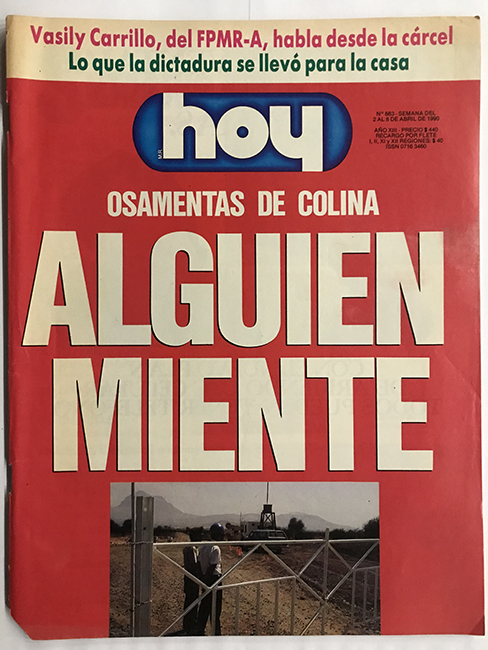 Vasily Carrillo, del FPMR-A, habla desde la cárcel
Lo que la dictadura se llevó para la casa
hoy
M.R.
Nº 663 - SEMANA DEL
2 AL 8 DE ABRIL DE 1990
AÑO XIII - PRECIO $ 440
RECARGO POR FLETE
I, II, XI y XII REGIONES: $ 40
ISSN 0716.3460
OSAMENTAS DE COLINA
ALGUIEN
MIENTE